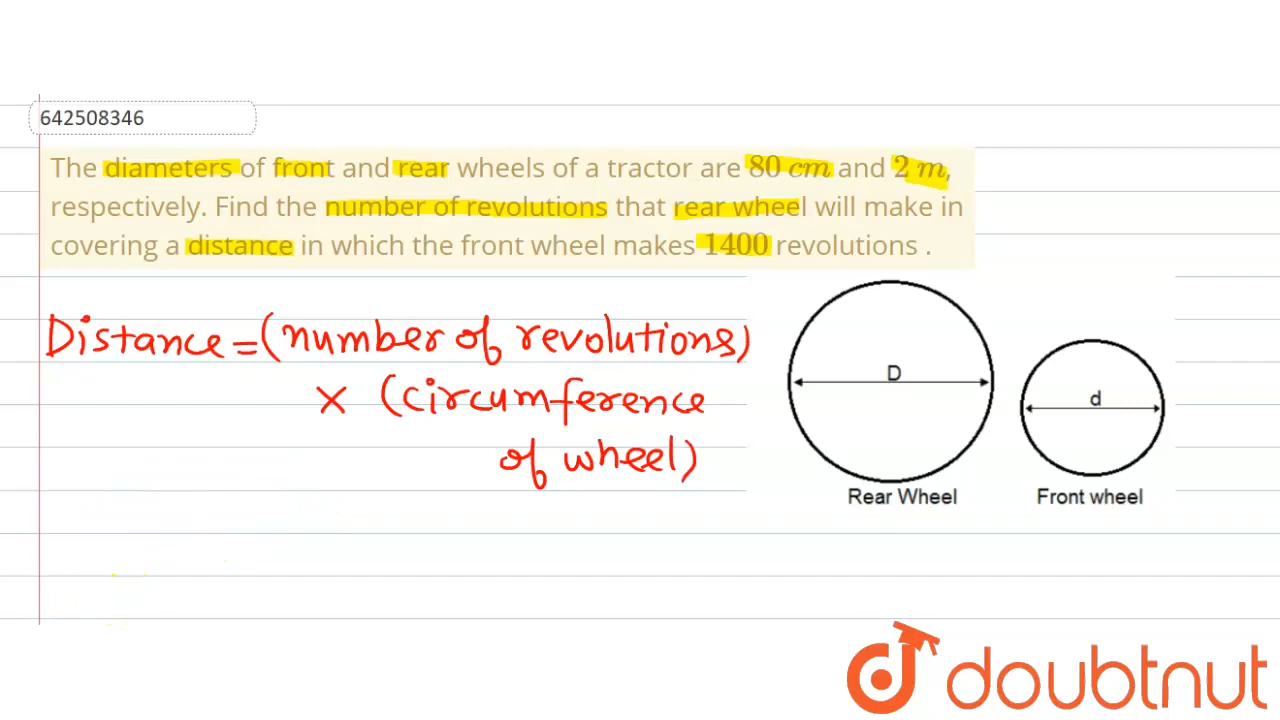 642508346
The diameters of front and rear wheels of a tractor are 80 cm and 2 m,
respectively. Find the number of revolutions that rear wheel will make in
covering a distance in which the front wheel makes 1400 revolutions .
Distance=(number of revolutions)
× (circumference
of wheel)
D
d
Rear Wheel
Front wheel
doubtnut